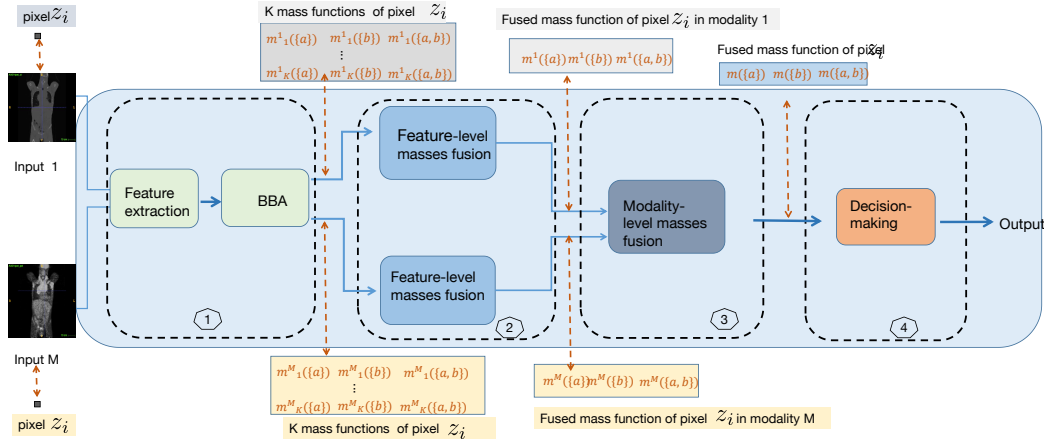 pixel z_i
K mass functions of pixel z_i
m^1_1({a}) m^1_1({b}) m^1_1({a, b})
⋮
m^1_K({a}) m^1_K({b}) m^1_K({a, b})
Fused mass function of pixel z_i in modality 1
m^1({a}) m^1({b}) m^1({a, b})
Fused mass function of pixel z_i
m({a}) m({b}) m({a, b})
Input 1
Feature extraction
BBA
Feature-level
masses fusion
Feature-level
masses fusion
Modality-
level masses
fusion
Decision-
making
Output
1
2
3
4
Input M
pixel z_i
m^M_1({a}) m^M_1({b}) m^M_1({a, b})
⋮
m^M_K({a}) m^M_K({b}) m^M_K({a, b})
K mass functions of pixel z_i
m^M({a}) m^M({b}) m^M({a, b})
Fused mass function of pixel z_i in modality M